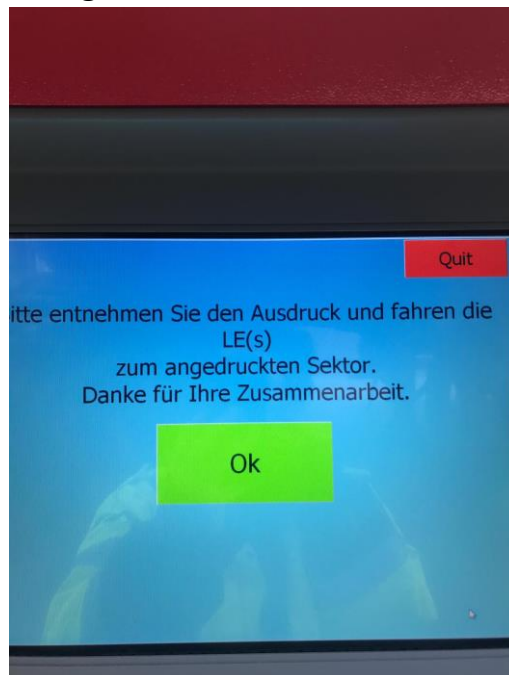 Quit
itte entnehmen Sie den Ausdruck und fahren die
LE(s)
zum angedruckten Sektor.
Danke für Ihre Zusammenarbeit.
Ok